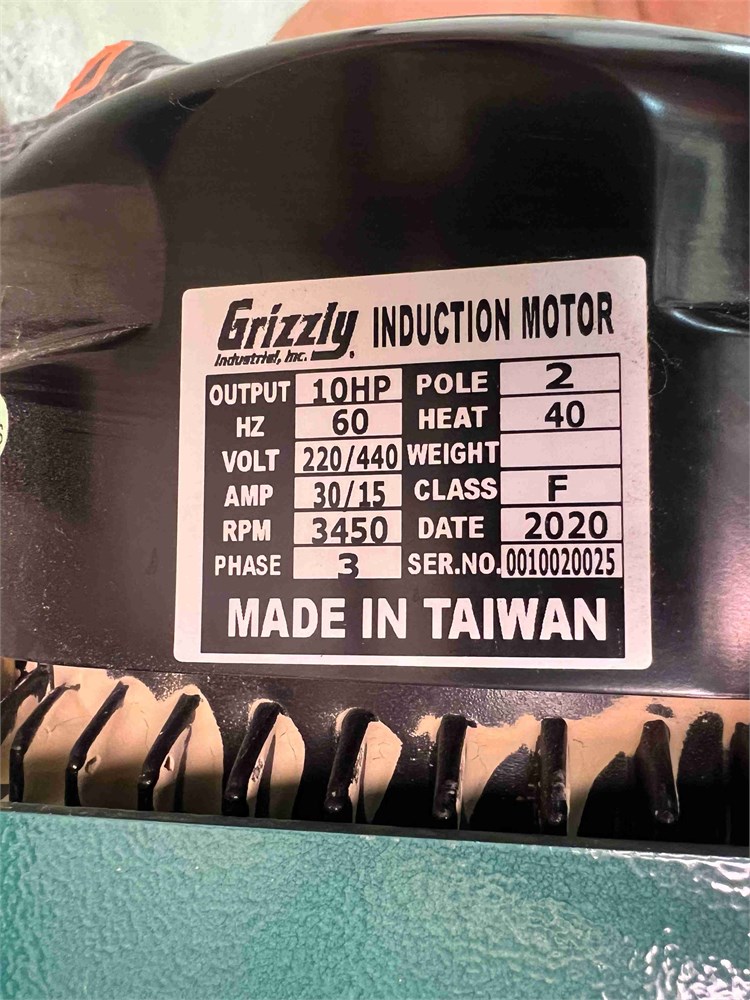 Grizzly INDUCTION MOTOR
Industrial, Inc.
OUTPUT 10HP POLE 2
HZ 60 HEAT 40
VOLT 220/440 WEIGHT
AMP 30/15 CLASS F
RPM 3450 DATE 2020
PHASE 3 SER.NO. 0010020025
MADE IN TAIWAN